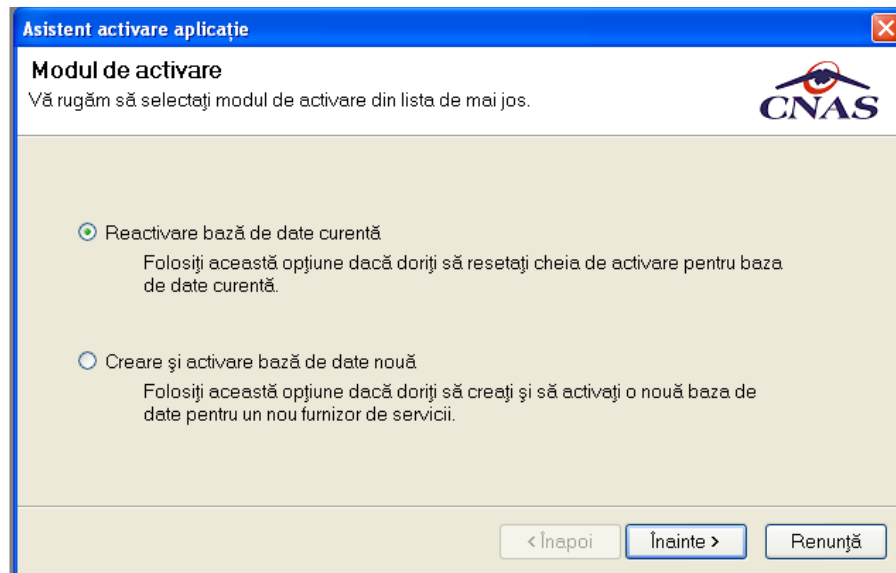 Asistent activare aplicație
Modul de activare
Vă rugăm să selectați modul de activare din lista de mai jos.
CNAS
Reactivare bază de date curentă
Folosiţi această opţiune dacă doriţi să resetaţi cheia de activare pentru baza
de date curentă.
Creare şi activare bază de date nouă
Folosiţi această opţiune dacă doriţi să creaţi şi să activaţi o nouă baza de
date pentru un nou furnizor de servicii.
< Înapoi
Înainte >
Renunţă